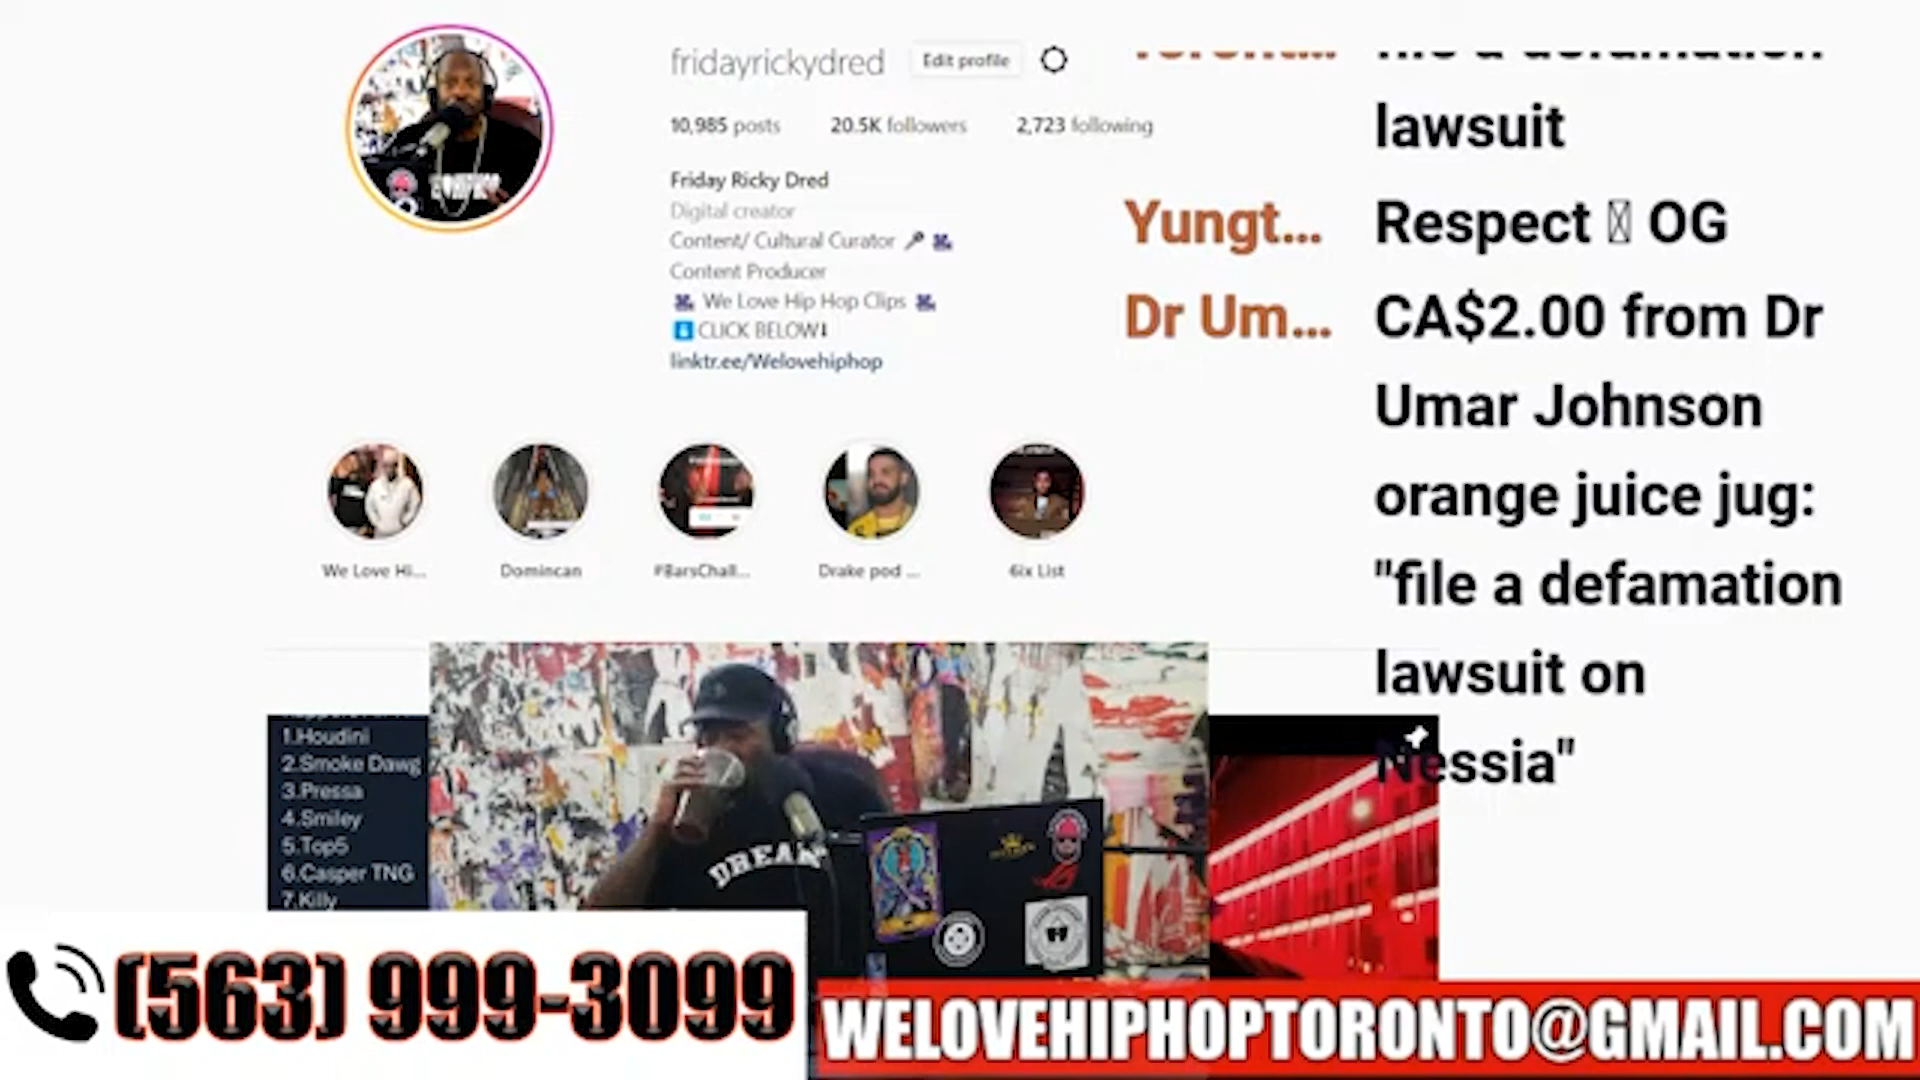 fridayrickydred Edit profile
10,985 posts 20.5K followers 2,723 following
Friday Ricky Dred
Digital creator
Content/ Cultural Curator
Content Producer
We Love Hip Hop Clips
CLICK BELOW
linktr.ee/Welovehiphop
We Love Hi...
Domincan
#BarsChall...
Drake pod ...
6ix List
file a defamation
lawsuit
Yungt... Respect OG
Dr Um... CA$2.00 from Dr
Umar Johnson
orange juice jug:
"file a defamation
lawsuit on
Nessia"
1.Houdini
2.Smoke Dawg
3.Pressa
4.Smiley
5.Top5
6.Casper TNG
7.Killy
DREAM
(563) 999-3099
WELOVEHIPHOPTORONTO@GMAIL.COM